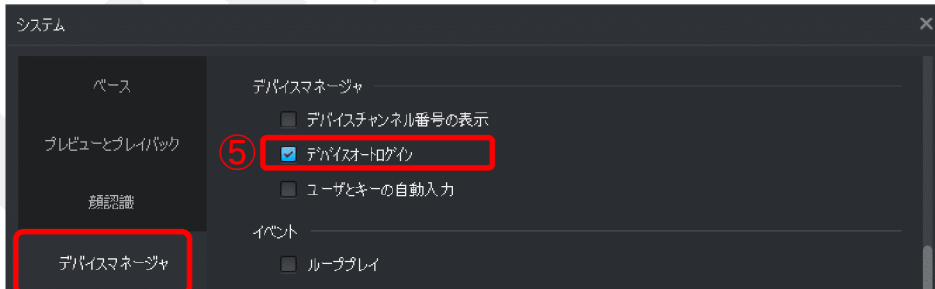 システム
ベース
プレビューとプレイバック
顔認識
デバイスマネージャ
デバイスマネージャ
デバイスチャンネル番号の表示
⑤
デバイスオートログイン
ユーザとキーの自動入力
イベント
ループプレイ